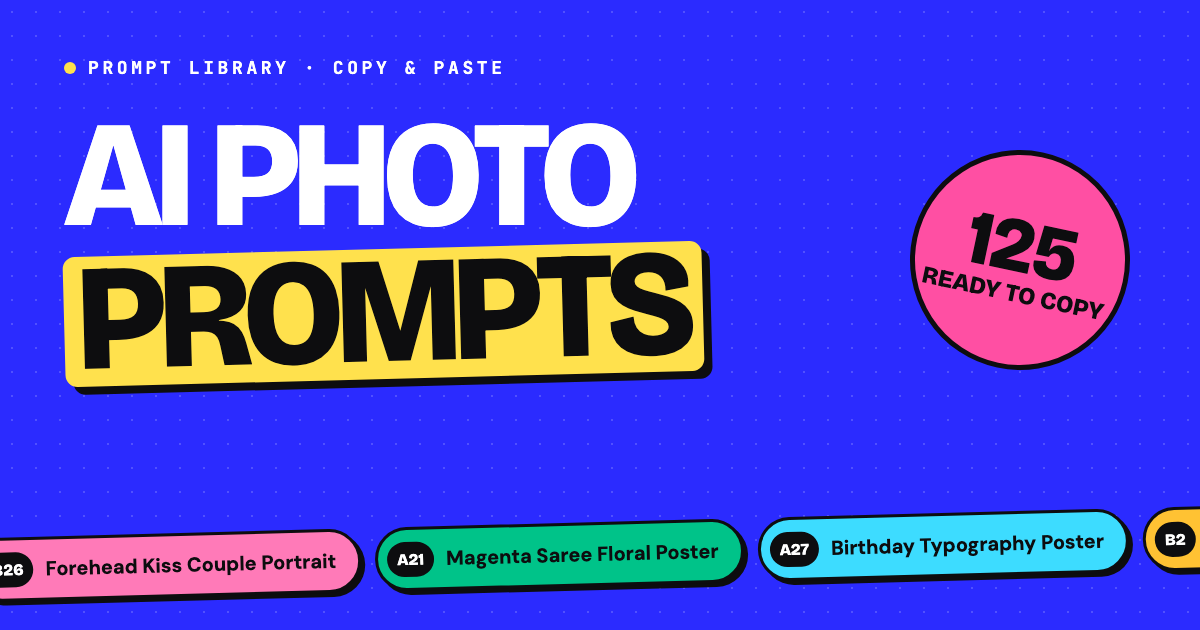 PROMPT LIBRARY · COPY & PASTE
AI PHOTO
PROMPTS
125
READY TO COPY
Forehead Kiss Couple Portrait
A21 Magenta Saree Floral Poster
A27 Birthday Typography Poster